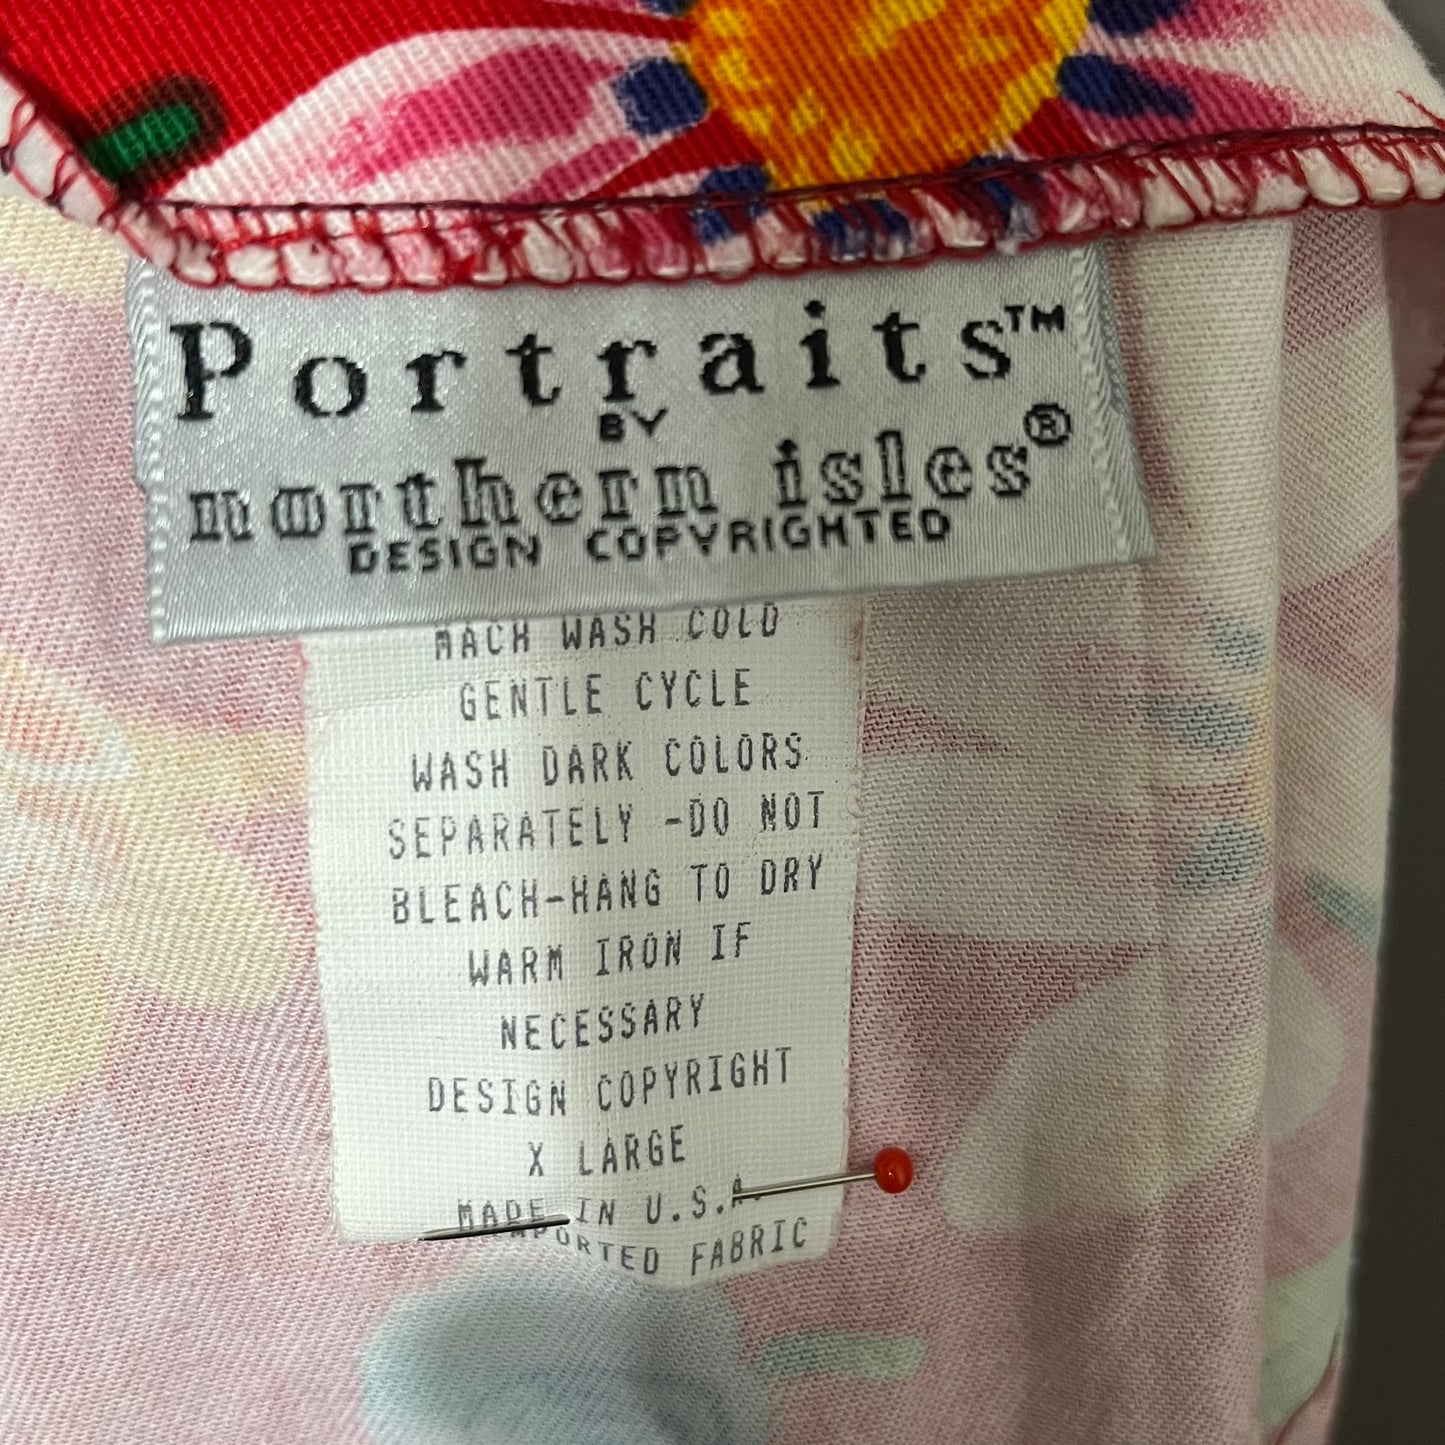 Portraits™
BY
northern isles®
DESIGN COPYRIGHTED
MACH WASH COLD
GENTLE CYCLE
WASH DARK COLORS
SEPARATELY -DO NOT
BLEACH-HANG TO DRY
WARM IRON IF
NECESSARY
DESIGN COPYRIGHT
X LARGE
MADE IN U.S.A.
IMPORTED FABRIC